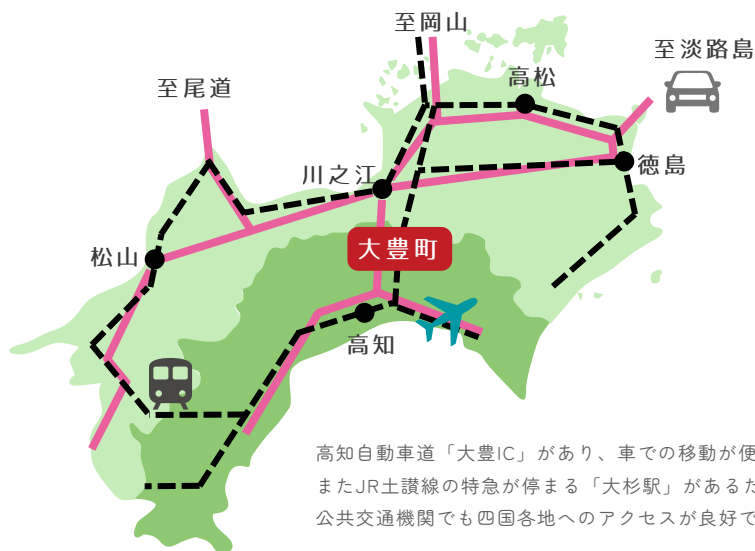 至岡山
至淡路島
高松
至尾道
川之江
徳島
大豊町
松山
高知
高知自動車道「大豊IC」があり、車での移動が便
またJR土讃線の特急が停まる「大杉駅」があるた
公共交通機関でも四国各地へのアクセスが良好で